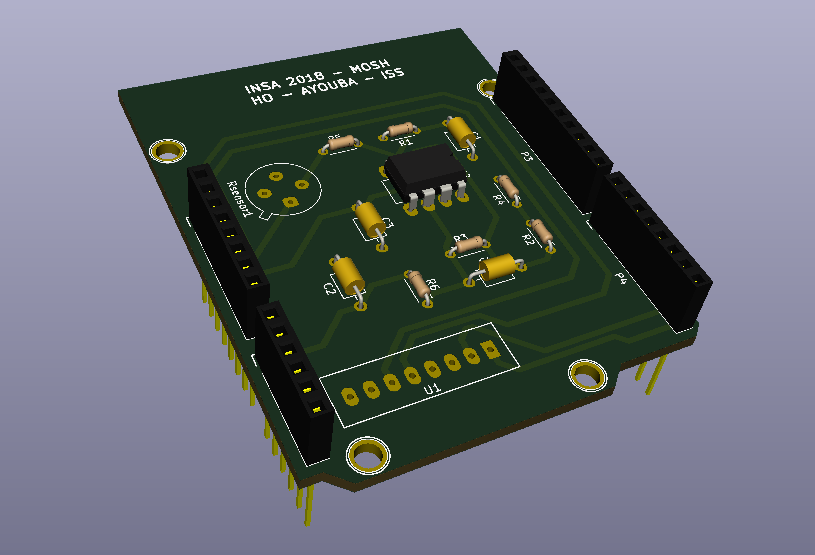 INSA 2018 - MOSH
HO - AYOUBA - ISS
R5
R1
P3
Rsensor1
R4
R3
R2
C2
R6
P4
U1